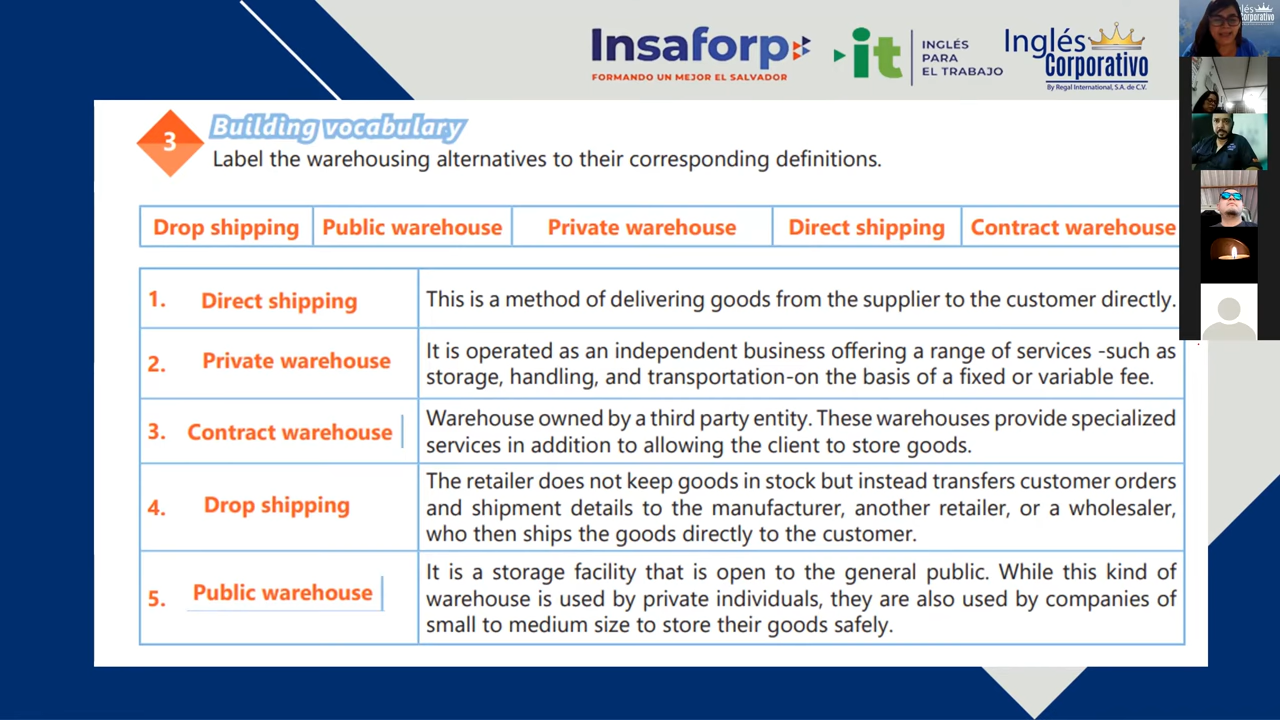 Insaforp
FORMANDO UN MEJOR EL SALVADOR
it
INGLÉS
PARA
EL TRABAJO
Inglés
Corporativo
By Regal International, S.A. de C.V.
3
Building vocabulary
Label the warehousing alternatives to their corresponding definitions.
Drop shipping
Public warehouse
Private warehouse
Direct shipping
Contract warehouse
1. Direct shipping
This is a method of delivering goods from the supplier to the customer directly.
2. Private warehouse
It is operated as an independent business offering a range of services -such as
storage, handling, and transportation-on the basis of a fixed or variable fee.
3. Contract warehouse
Warehouse owned by a third party entity. These warehouses provide specialized
services in addition to allowing the client to store goods.
4. Drop shipping
The retailer does not keep goods in stock but instead transfers customer orders
and shipment details to the manufacturer, another retailer, or a wholesaler,
who then ships the goods directly to the customer.
5. Public warehouse
It is a storage facility that is open to the general public. While this kind of
warehouse is used by private individuals, they are also used by companies of
small to medium size to store their goods safely.